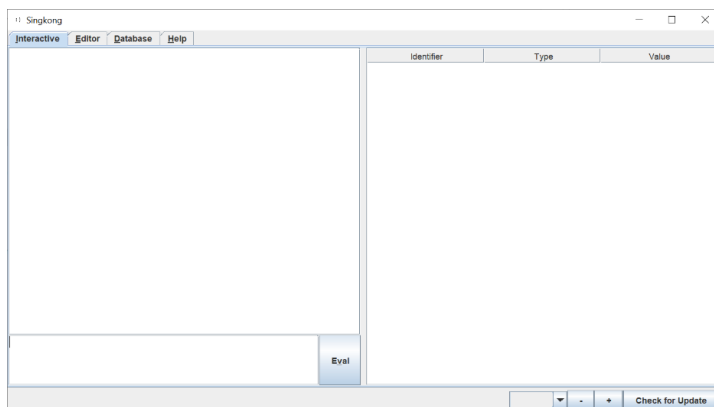 Singkong
Interactive Editor Database Help
Identifier Type Value
Eval
- + Check for Update